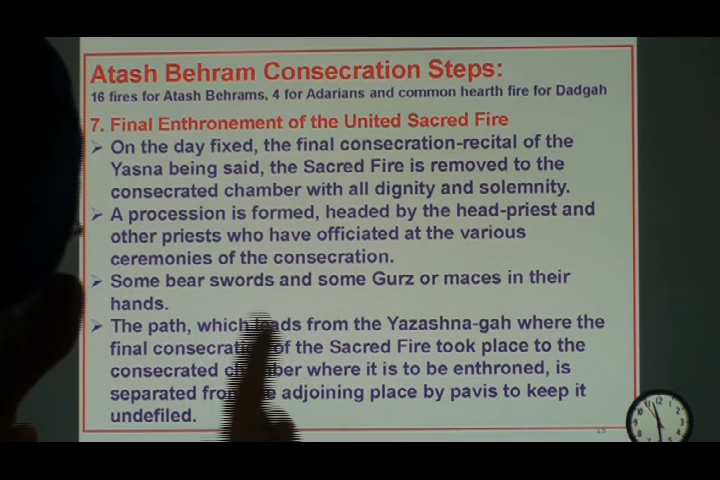 Atash Behram Consecration Steps:
16 fires for Atash Behrams, 4 for Adarians and common hearth fire for Dadgah
7. Final Enthronement of the United Sacred Fire
➢ On the day fixed, the final consecration-recital of the
Yasna being said, the Sacred Fire is removed to the
consecrated chamber with all dignity and solemnity.
➢ A procession is formed, headed by the head-priest and
other priests who have officiated at the various
ceremonies of the consecration.
➢ Some bear swords and some Gurz or maces in their
hands.
➢ The path, which leads from the Yazashna-gah where the
final consecration of the Sacred Fire took place to the
consecrated chamber where it is to be enthroned, is
separated from the adjoining place by pavis to keep it
undefiled.